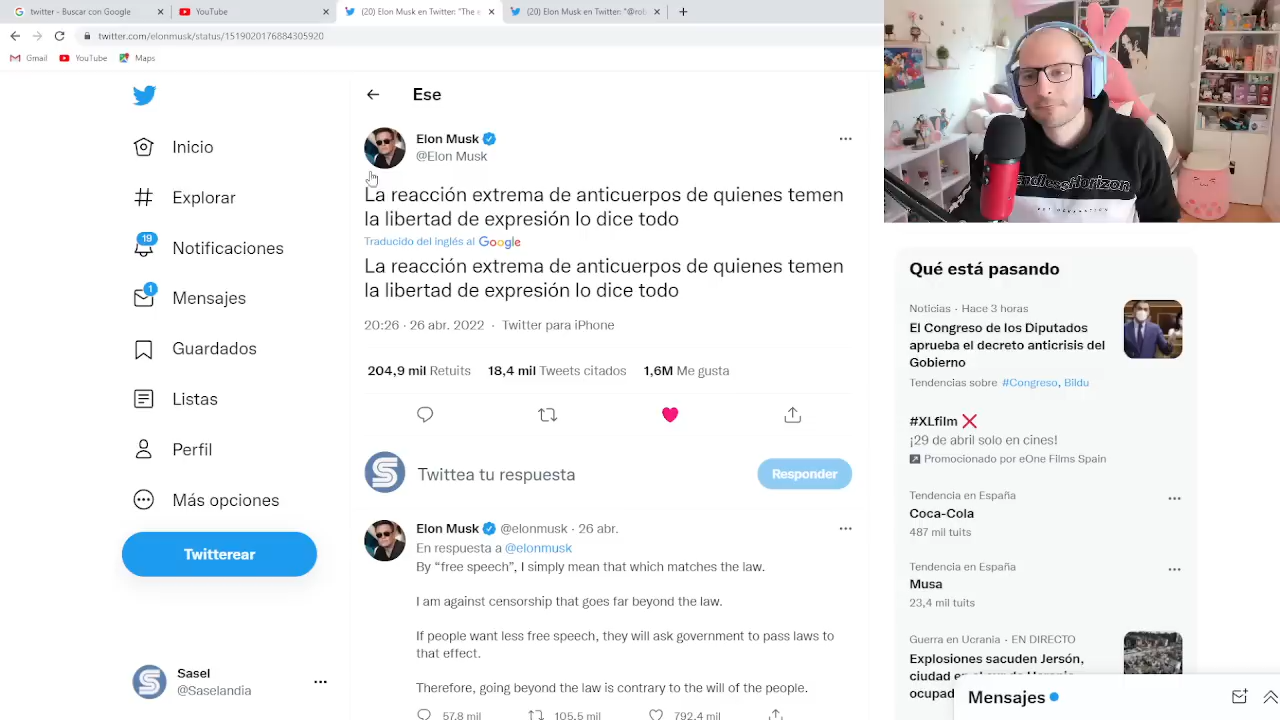 twitter - Buscar con Google
YouTube
(20) Elon Musk en Twitter: "The e
(20) Elon Musk en Twitter: "@rob
twitter.com/elonmusk/status/1519020176884305920
Gmail
YouTube
Maps
Inicio
Explorar
19
Notificaciones
1
Mensajes
Guardados
Listas
Perfil
Más opciones
Twitterear
Sasel
@Saselandia
Ese
Elon Musk
@Elon Musk
La reacción extrema de anticuerpos de quienes temen
la libertad de expresión lo dice todo
Traducido del inglés al Google
La reacción extrema de anticuerpos de quienes temen
la libertad de expresión lo dice todo
20:26 · 26 abr. 2022 · Twitter para iPhone
204,9 mil Retuits 18,4 mil Tweets citados 1,6M Me gusta
Twittea tu respuesta
Responder
Elon Musk @elonmusk · 26 abr.
En respuesta a @elonmusk
By “free speech”, I simply mean that which matches the law.
I am against censorship that goes far beyond the law.
If people want less free speech, they will ask government to pass laws to
that effect.
Therefore, going beyond the law is contrary to the will of the people.
57,8 mil 105,5 mil 792,4 mil
Endless Horizon
Qué está pasando
Noticias · Hace 3 horas
El Congreso de los Diputados
aprueba el decreto anticrisis del
Gobierno
Tendencias sobre #Congreso, Bildu
#XLfilm
¡29 de abril solo en cines!
Promocionado por eOne Films Spain
Tendencia en España
Coca-Cola
487 mil tuits
Tendencia en España
Musa
23,4 mil tuits
Guerra en Ucrania · EN DIRECTO
Explosiones sacuden Jersón,
ciudad
ocupad
Mensajes